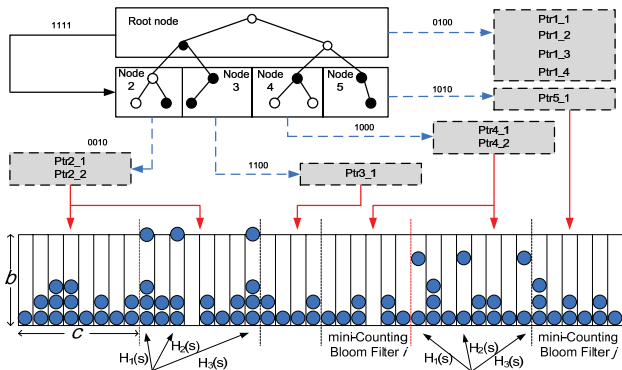 Root node
1111
0100
Ptr1_1
Ptr1_2
Ptr1_3
Ptr1_4
Node
2
Node
3
Node
4
Node
5
1010
Ptr5_1
0010
1000
Ptr4_1
Ptr4_2
Ptr2_1
Ptr2_2
1100
Ptr3_1
b
c
H1(s)
H2(s)
H3(s)
mini-Counting
Bloom Filter i
H1(s)
H2(s)
H3(s)
mini-Counting
Bloom Filter j